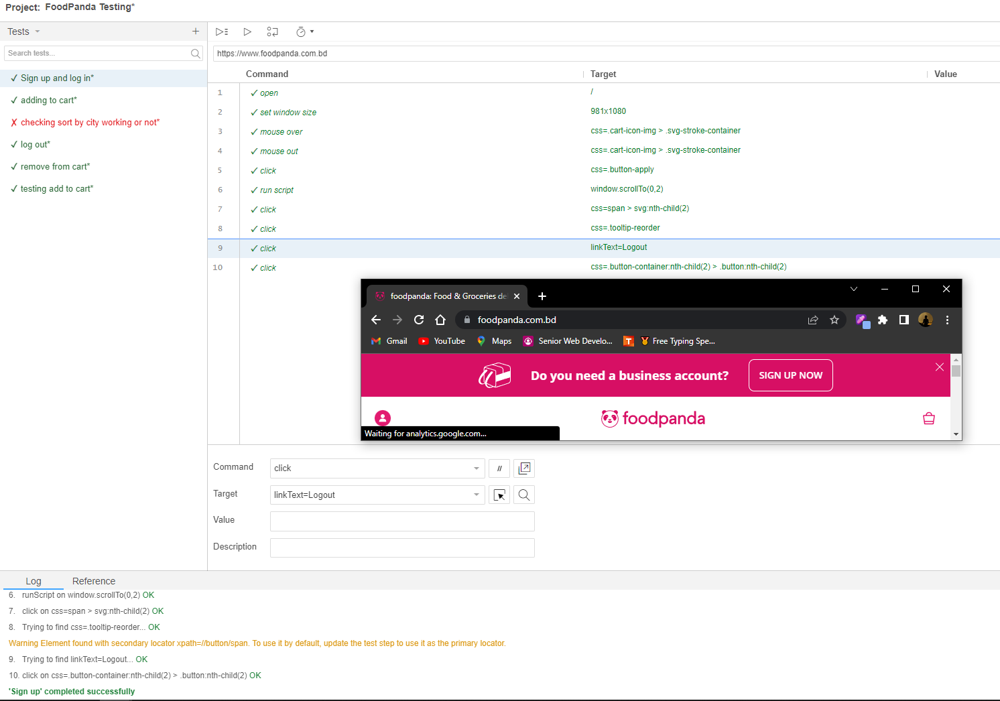 Project: FoodPanda Testing*
Tests
Search tests...
✓ Sign up and log in*
✓ adding to cart*
✗ checking sort by city working or not*
✓ log out*
✓ remove from cart*
✓ testing add to cart*
https://www.foodpanda.com.bd
Command Target Value
1 ✓ open /
2 ✓ set window size 981x1080
3 ✓ mouse over css=.cart-icon-img > .svg-stroke-container
4 ✓ mouse out css=.cart-icon-img > .svg-stroke-container
5 ✓ click css=.button-apply
6 ✓ run script window.scrollTo(0,2)
7 ✓ click css=span > svg:nth-child(2)
8 ✓ click css=.tooltip-reorder
9 ✓ click linkText=Logout
10 ✓ click css=.button-container:nth-child(2) > .button:nth-child(2)
foodpanda: Food & Groceries de
foodpanda.com.bd
Gmail YouTube Maps Senior Web Develo... T Free Typing Spe...
Do you need a business account? SIGN UP NOW
foodpanda
Waiting for analytics.google.com...
Command click //
Target linkText=Logout
Value
Description
Log Reference
6. runScript on window.scrollTo(0,2) OK
7. click on css=span > svg:nth-child(2) OK
8. Trying to find css=.tooltip-reorder... OK
Warning Element found with secondary locator xpath=//button/span. To use it by default, update the test step to use it as the primary locator.
9. Trying to find linkText=Logout... OK
10. click on css=.button-container:nth-child(2) > .button:nth-child(2) OK
'Sign up' completed successfully